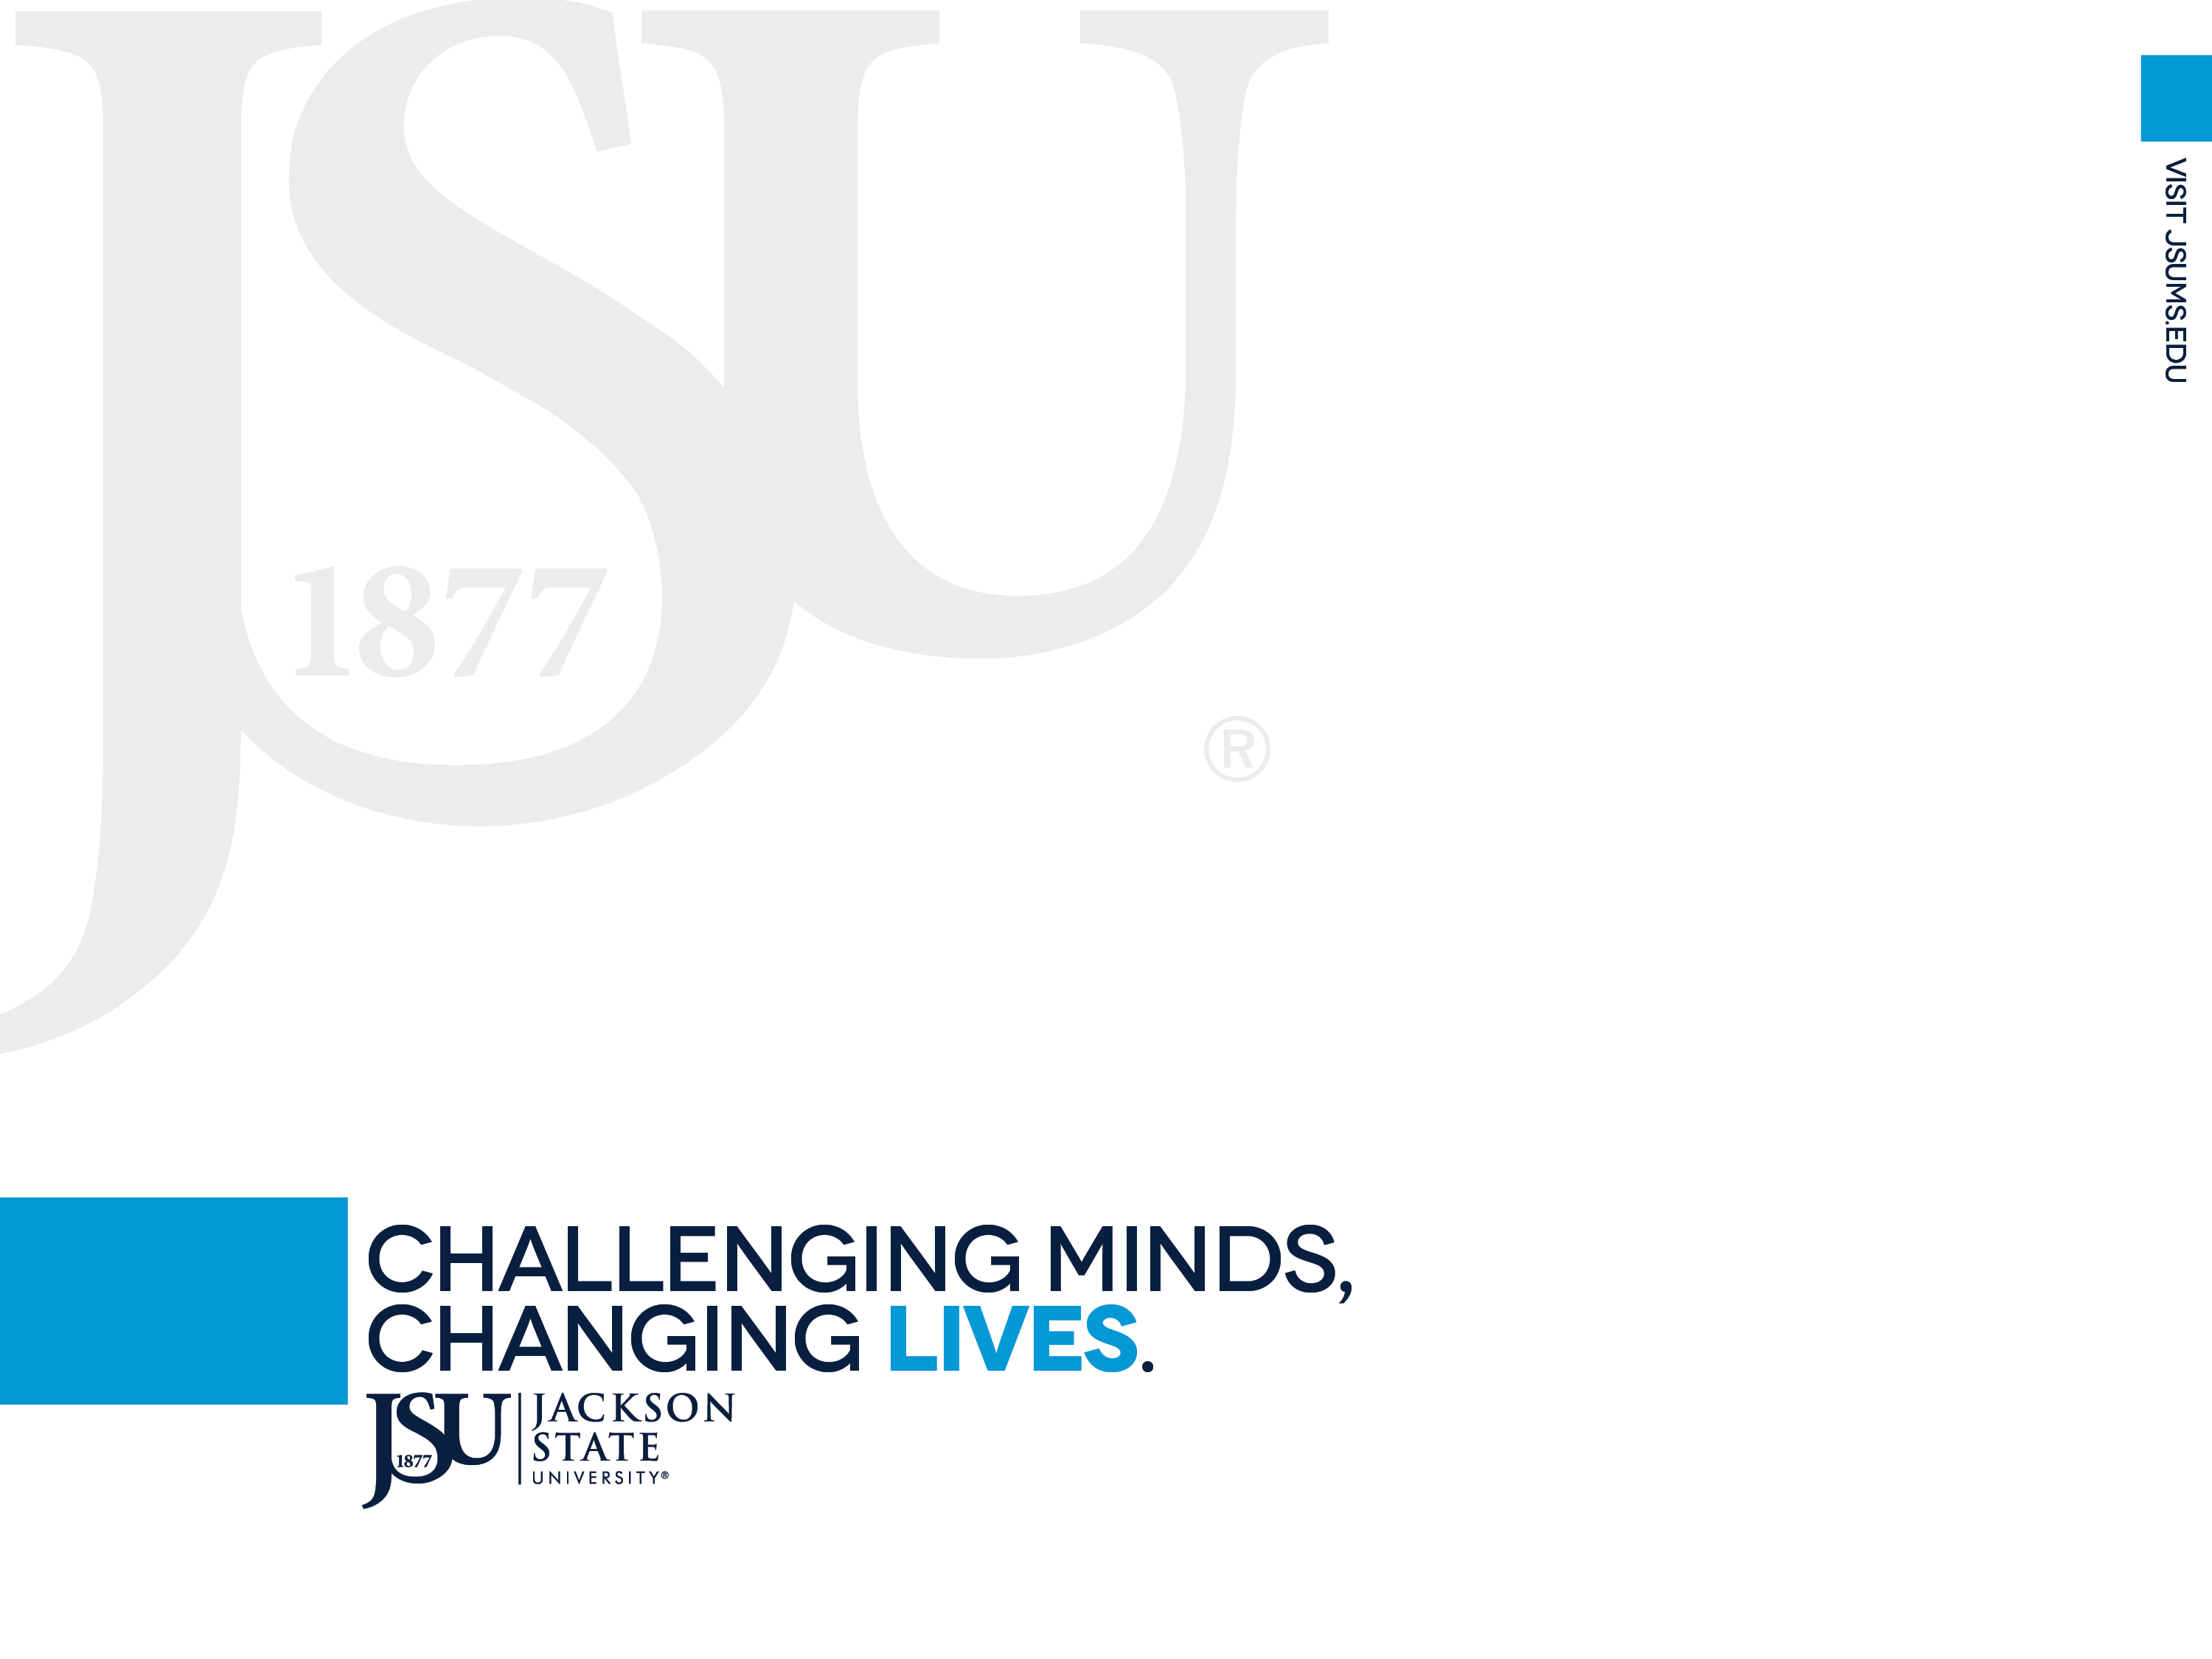 JSU
1877
®
VISIT JSUMS.EDU
CHALLENGING MINDS,
CHANGING LIVES.
JSU
1877
JACKSON
STATE
UNIVERSITY®